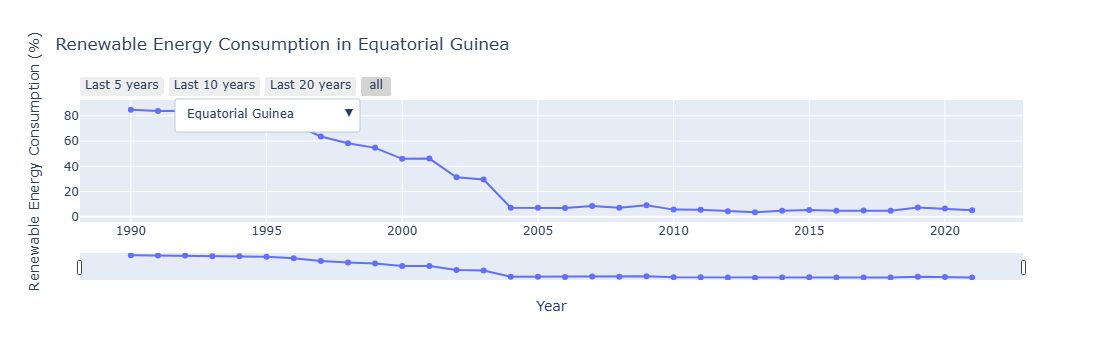 Renewable Energy Consumption in Equatorial Guinea
Last 5 years Last 10 years Last 20 years all
Equatorial Guinea ▼
Renewable Energy Consumption (%)
80
60
40
20
0
1990 1995 2000 2005 2010 2015 2020
Year